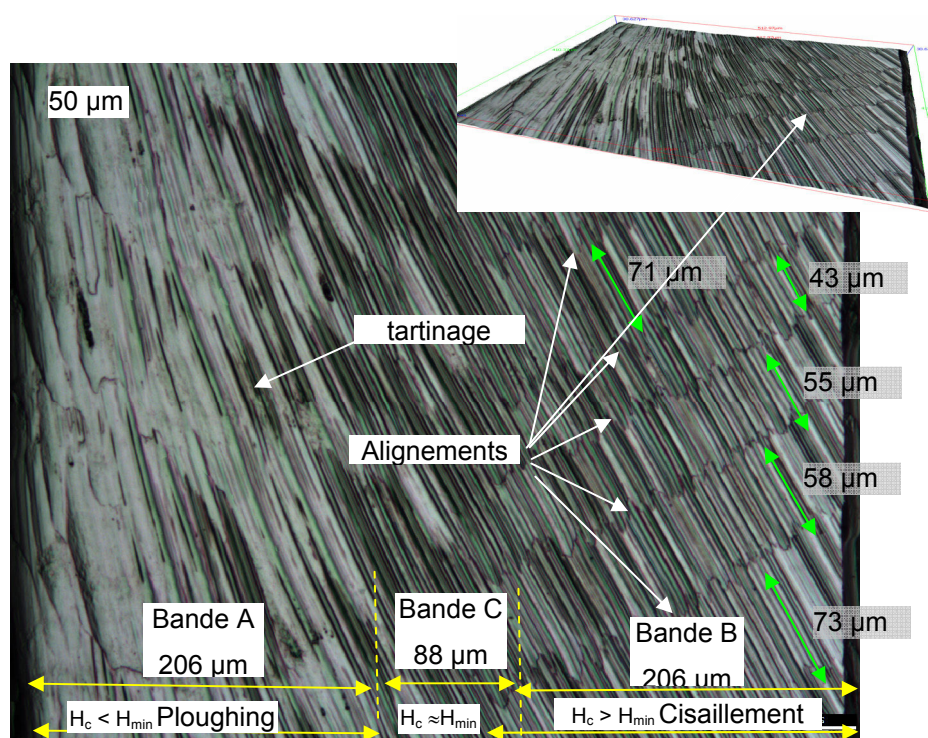 50 µm
71 µm
43 µm
tartinage
55 µm
Alignements
58 µm
73 µm
Bande A
206 µm
Bande C
88 µm
Bande B
206 µm
Hc < Hmin Ploughing
Hc ≈Hmin
Hc > Hmin Cisaillement